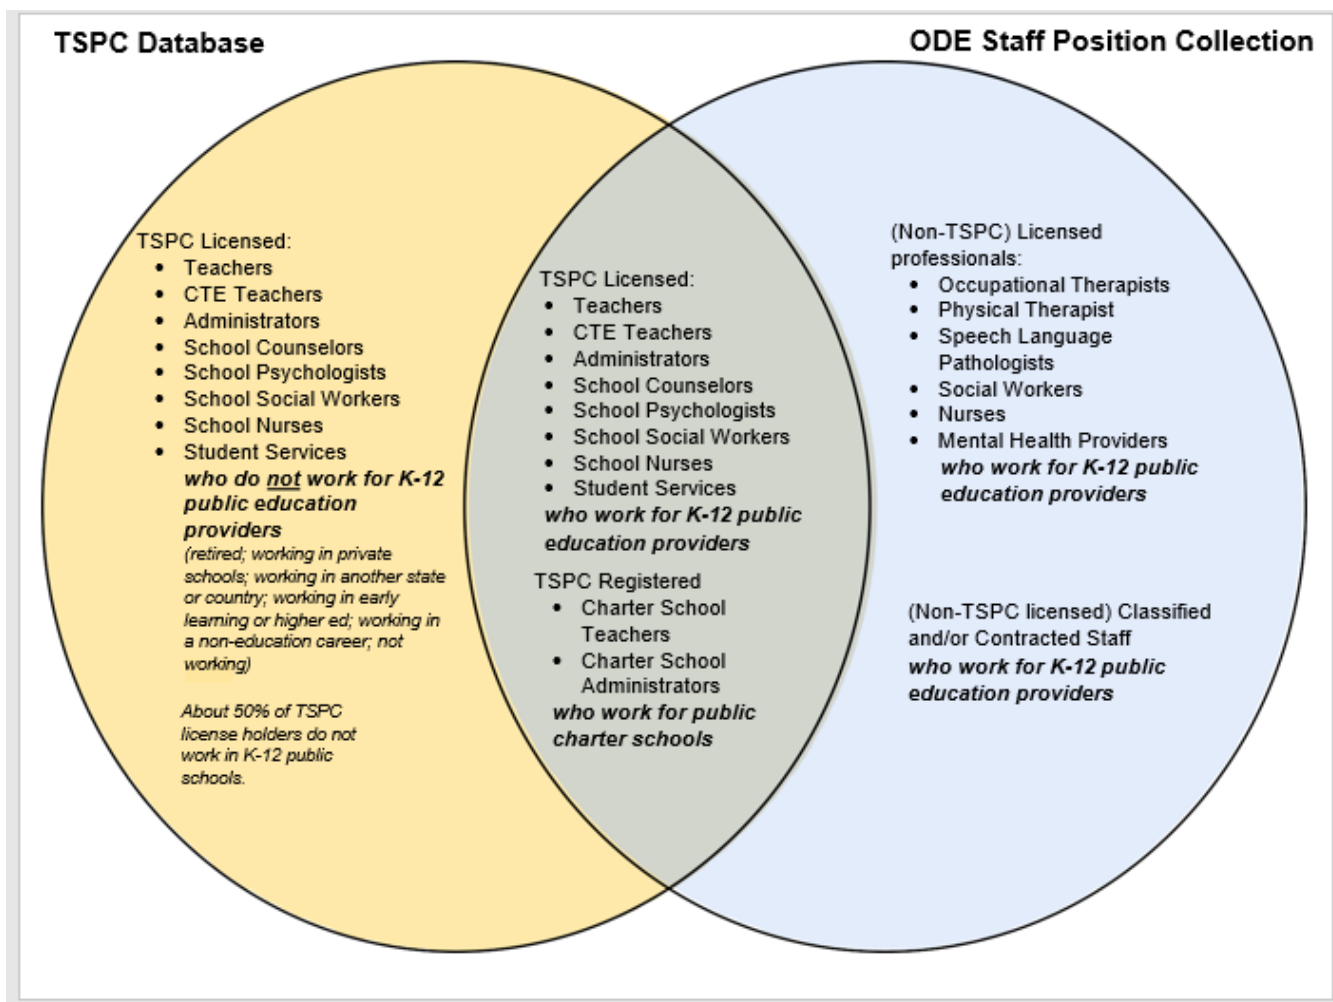 TSPC Database
ODE Staff Position Collection
TSPC Licensed:
• Teachers
• CTE Teachers
• Administrators
• School Counselors
• School Psychologists
• School Social Workers
• School Nurses
• Student Services
who do not work for K-12
public education
providers
(retired; working in private
schools; working in another state
or country; working in early
learning or higher ed; working in
a non-education career; not
working)
About 50% of TSPC
license holders do not
work in K-12 public
schools.
TSPC Licensed:
• Teachers
• CTE Teachers
• Administrators
• School Counselors
• School Psychologists
• School Social Workers
• School Nurses
• Student Services
who work for K-12 public
education providers
TSPC Registered
• Charter School
Teachers
• Charter School
Administrators
who work for public
charter schools
(Non-TSPC) Licensed
professionals:
• Occupational Therapists
• Physical Therapist
• Speech Language
Pathologists
• Social Workers
• Nurses
• Mental Health Providers
who work for K-12 public
education providers
(Non-TSPC licensed) Classified
and/or Contracted Staff
who work for K-12 public
education providers